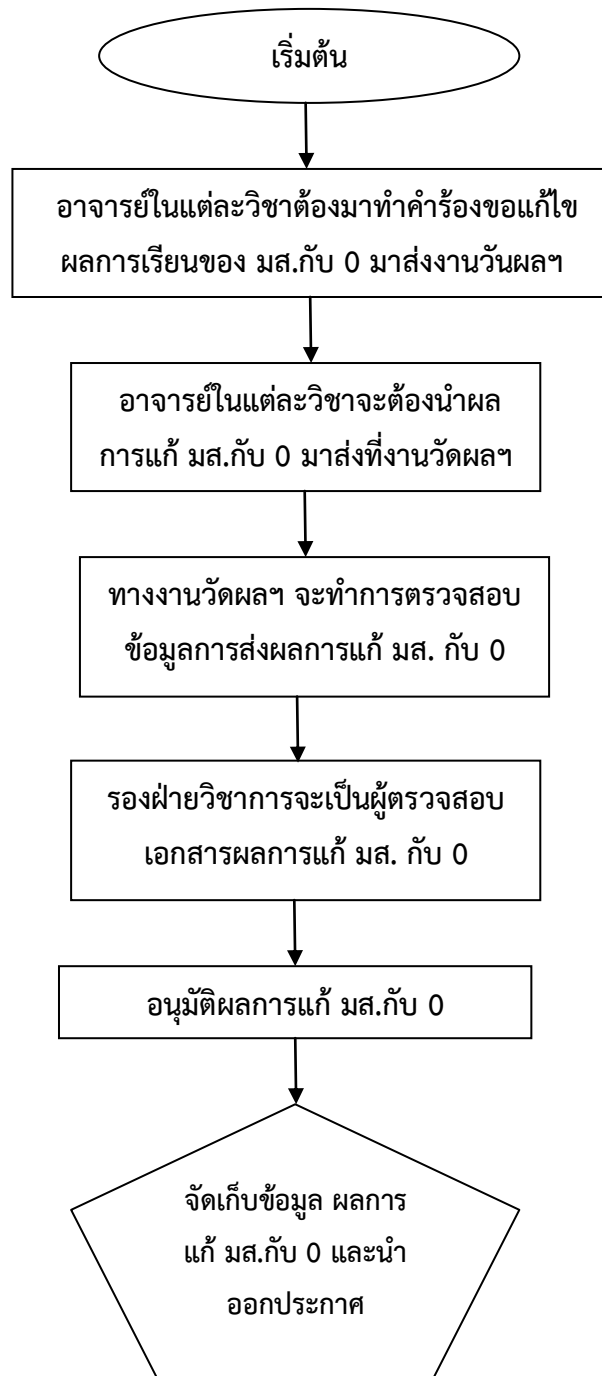 เริ่มต้น
อาจารย์ในแต่ละวิชาต้องมาทำคำร้องขอแก้ไข
ผลการเรียนของ มส.กับ 0 มาส่งงานวันผลฯ
อาจารย์ในแต่ละวิชาจะต้องนำผล
การแก้ มส.กับ 0 มาส่งที่งานวัดผลฯ
ทางงานวัดผลฯ จะทำการตรวจสอบ
ข้อมูลการส่งผลการแก้ มส. กับ 0
รองฝ่ายวิชาการจะเป็นผู้ตรวจสอบ
เอกสารผลการแก้ มส. กับ 0
อนุมัติผลการแก้ มส.กับ 0
จัดเก็บข้อมูล ผลการ
แก้ มส.กับ 0 และนำ
ออกประกาศ